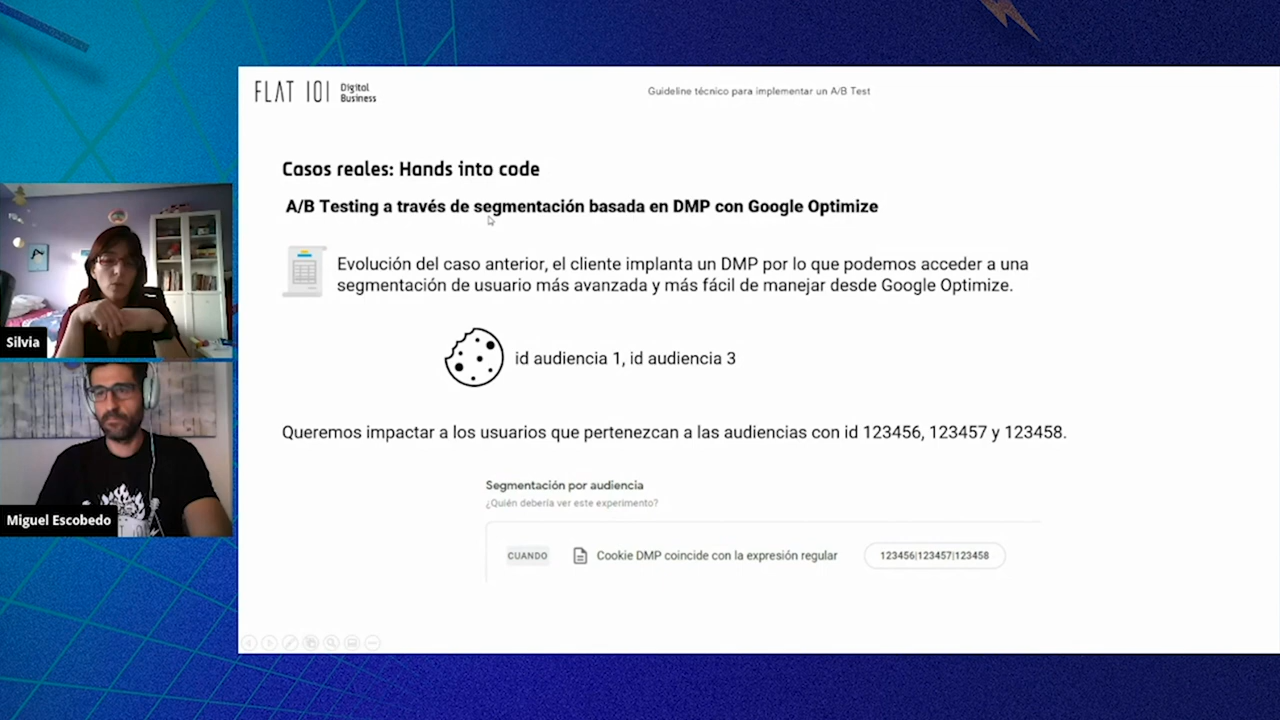 FLAT 101 Digital Business
Guideline técnico para implementar un A/B Test
Casos reales: Hands into code
A/B Testing a través de segmentación basada en DMP con Google Optimize
Evolución del caso anterior, el cliente implanta un DMP por lo que podemos acceder a una
segmentación de usuario más avanzada y más fácil de manejar desde Google Optimize.
id audiencia 1, id audiencia 3
Queremos impactar a los usuarios que pertenezcan a las audiencias con id 123456, 123457 y 123458.
Segmentación por audiencia
¿Quién debería ver este experimento?
CUANDO Cookie DMP coincide con la expresión regular 123456|123457|123458
Silvia
Miguel Escobedo